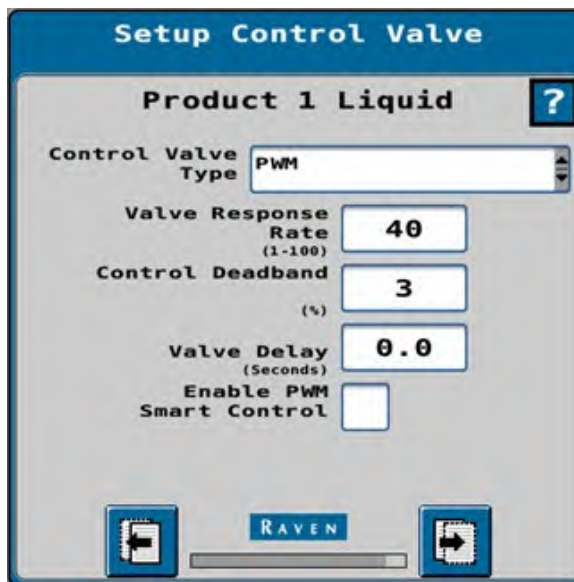 Setup Control Valve
Product 1 Liquid
?
Control Valve
Type
PWM
Valve Response
Rate
(1-100)
40
Control Deadband
(%)
3
Valve Delay
(Seconds)
0.0
Enable PWM
Smart Control
RAVEN